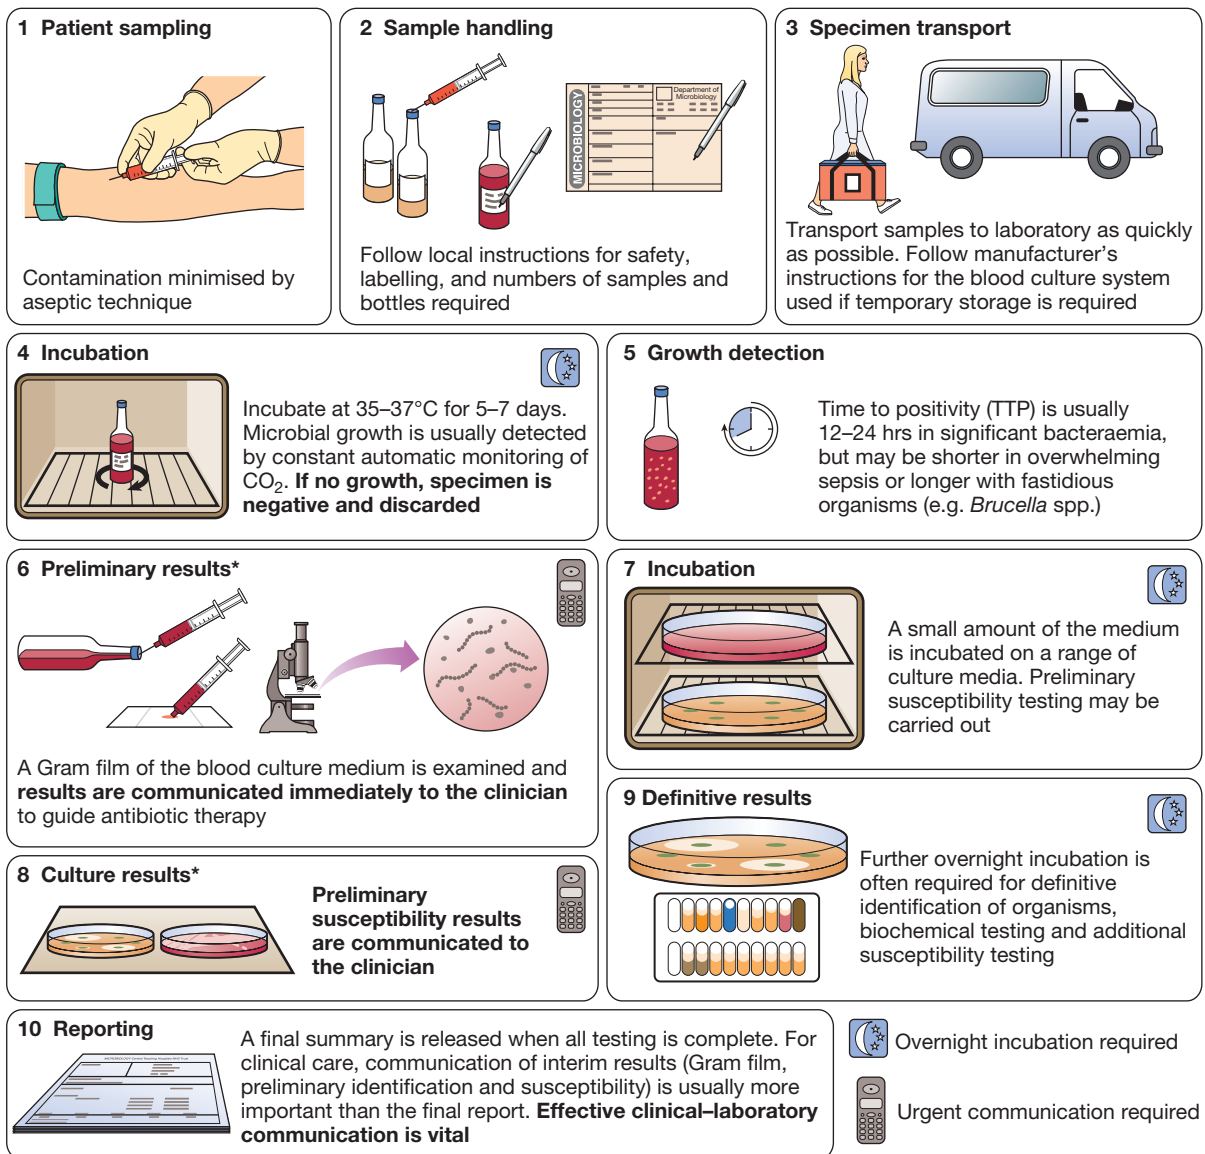 1 Patient sampling
Contamination minimised by
aseptic technique
2 Sample handling
MICROBIOLOGY
Department of
Microbiology
Follow local instructions for safety,
labelling, and numbers of samples and
bottles required
3 Specimen transport
Transport samples to laboratory as quickly
as possible. Follow manufacturer’s
instructions for the blood culture system
used if temporary storage is required
4 Incubation
Incubate at 35–37°C for 5–7 days.
Microbial growth is usually detected
by constant automatic monitoring of
CO₂. If no growth, specimen is
negative and discarded
5 Growth detection
Time to positivity (TTP) is usually
12–24 hrs in significant bacteraemia,
but may be shorter in overwhelming
sepsis or longer with fastidious
organisms (e.g. Brucella spp.)
6 Preliminary results*
A Gram film of the blood culture medium is examined and
results are communicated immediately to the clinician
to guide antibiotic therapy
7 Incubation
A small amount of the medium
is incubated on a range of
culture media. Preliminary
susceptibility testing may be
carried out
8 Culture results*
Preliminary
susceptibility results
are communicated to
the clinician
9 Definitive results
Further overnight incubation is
often required for definitive
identification of organisms,
biochemical testing and additional
susceptibility testing
10 Reporting
A final summary is released when all testing is complete. For
clinical care, communication of interim results (Gram film,
preliminary identification and susceptibility) is usually more
important than the final report. Effective clinical–laboratory
communication is vital
Overnight incubation required
Urgent communication required